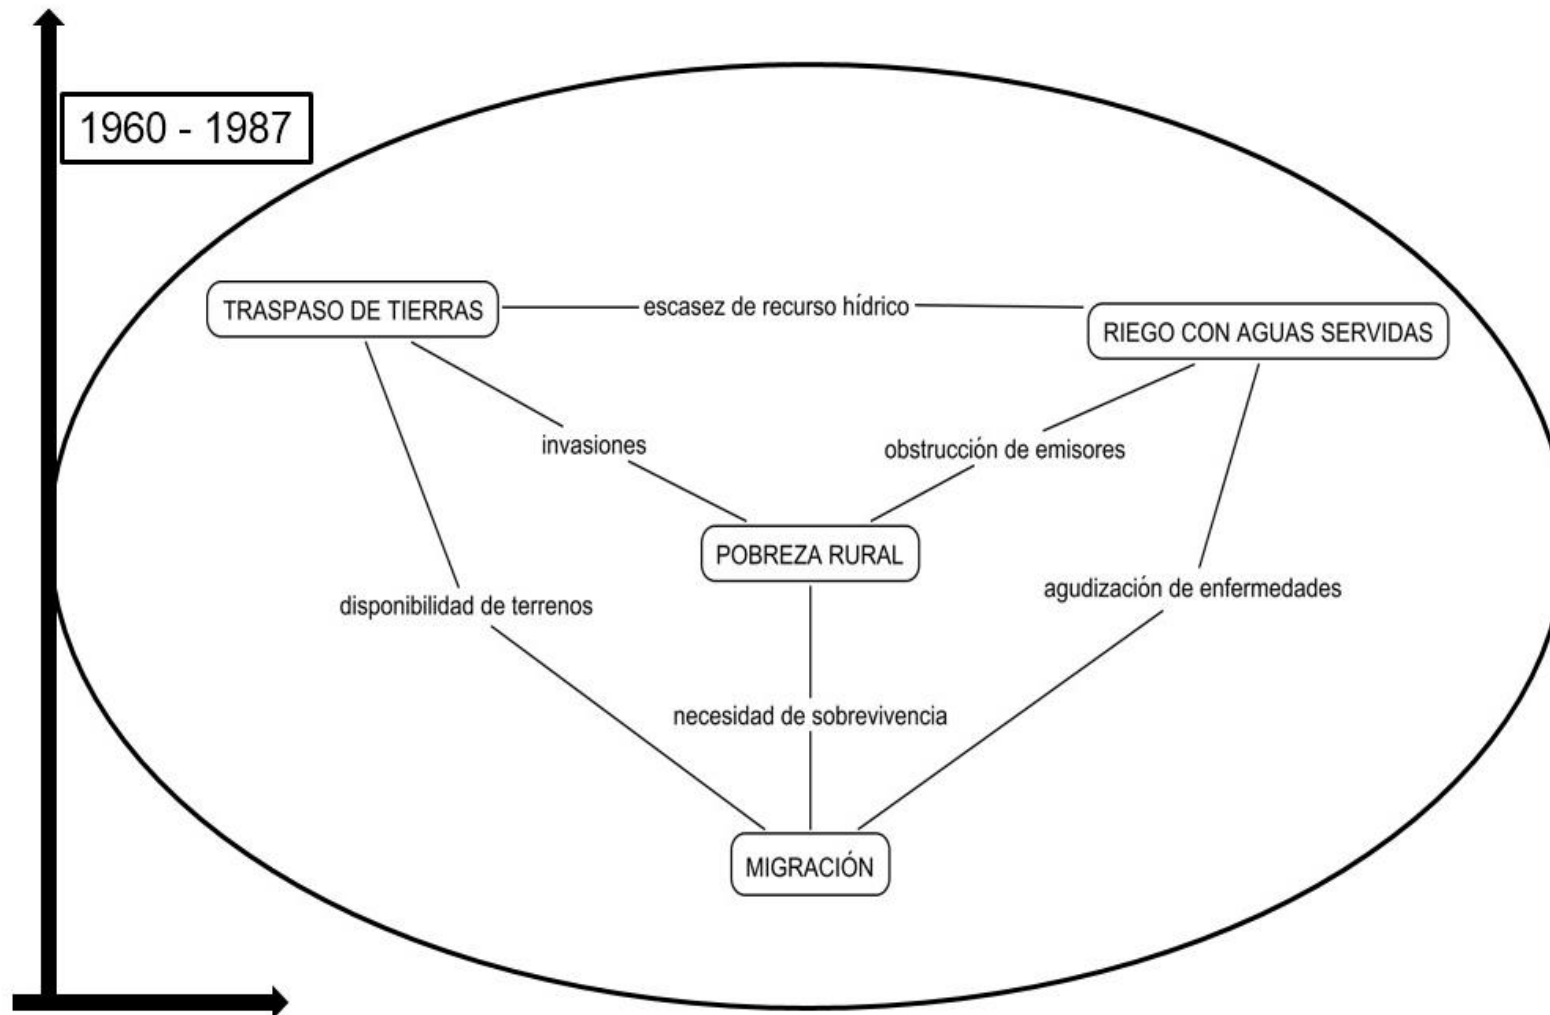 1960 - 1987
TRASPASO DE TIERRAS
escasez de recurso hídrico
RIEGO CON AGUAS SERVIDAS
invasiones
obstrucción de emisores
POBREZA RURAL
disponibilidad de terrenos
agudización de enfermedades
necesidad de sobrevivencia
MIGRACIÓN